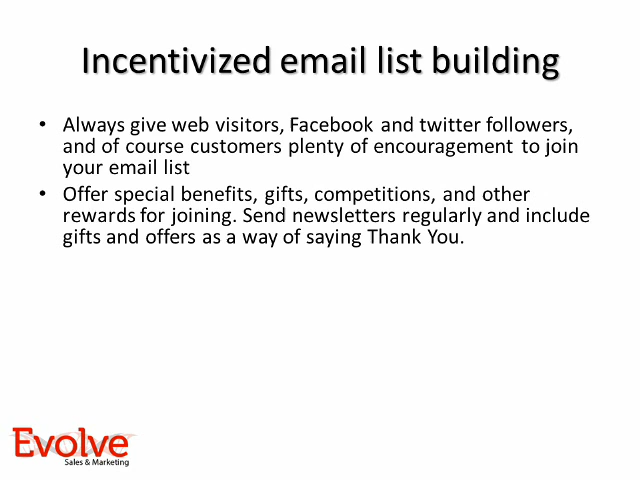 Incentivized email list building
• Always give web visitors, Facebook and twitter followers,
and of course customers plenty of encouragement to join
your email list
• Offer special benefits, gifts, competitions, and other
rewards for joining. Send newsletters regularly and include
gifts and offers as a way of saying Thank You.
Evolve
Sales & Marketing